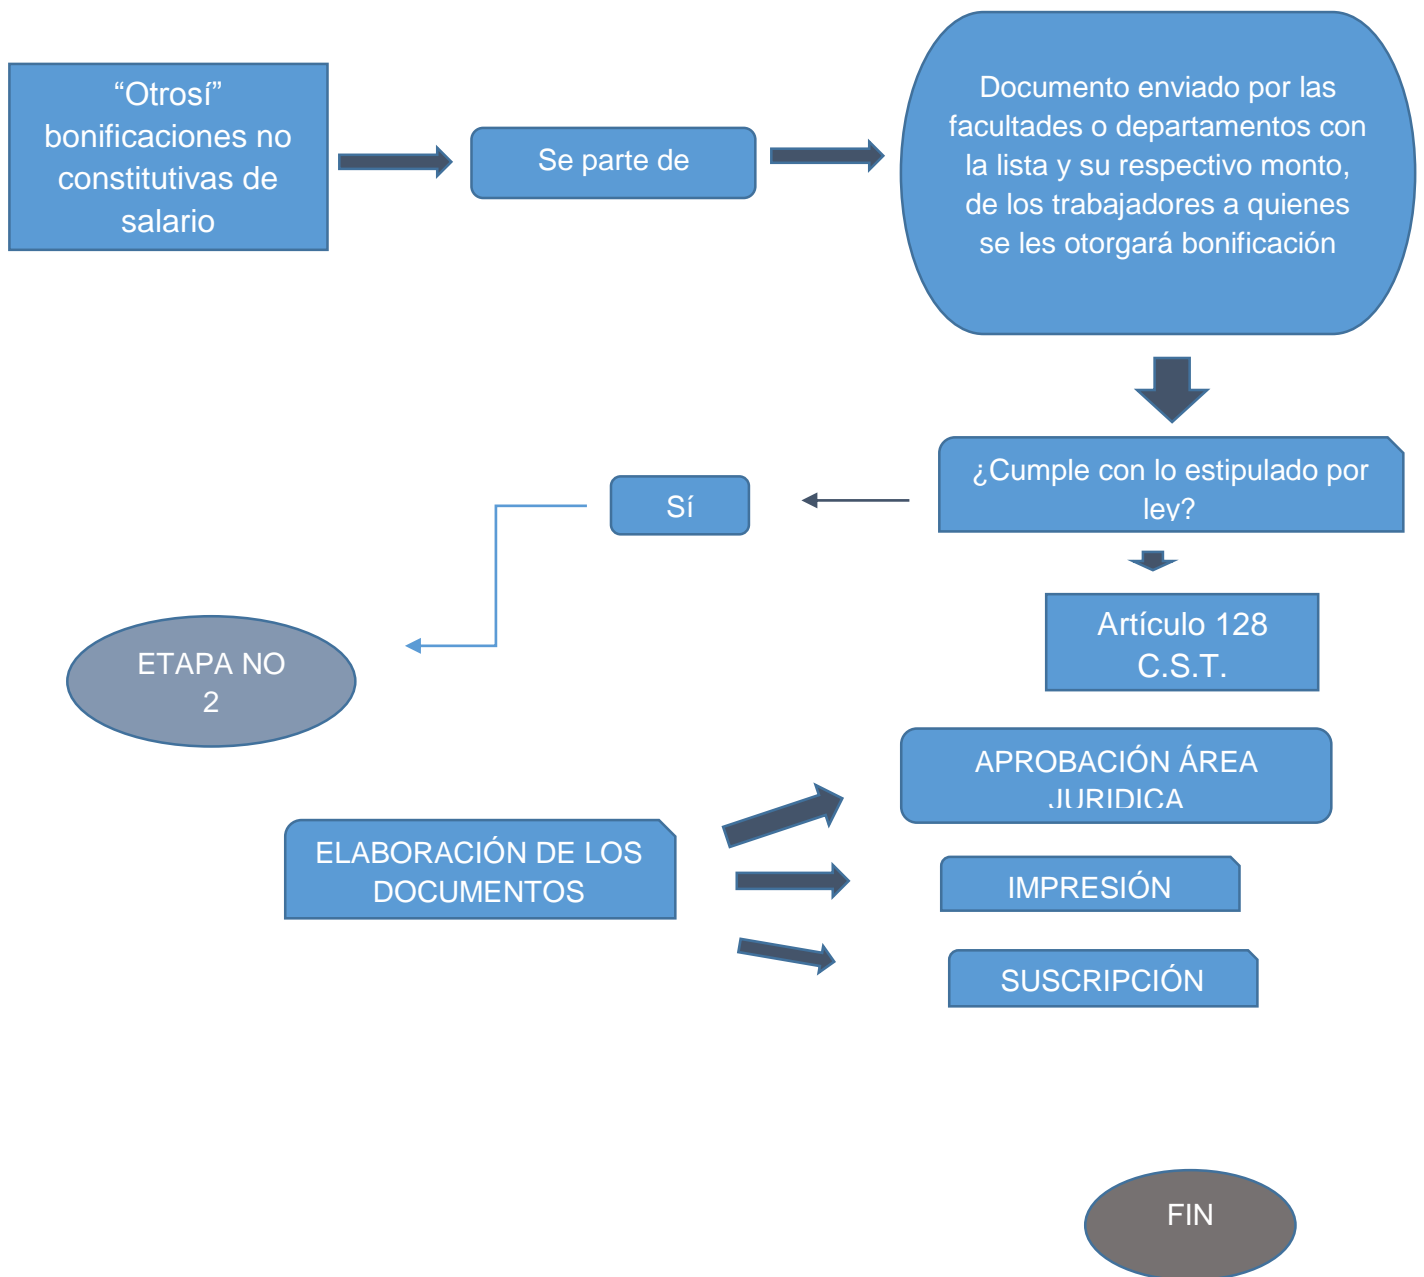 “Otrosí”
bonificaciones no
constitutivas de
salario
Se parte de
Documento enviado por las
facultades o departamentos con
la lista y su respectivo monto,
de los trabajadores a quienes
se les otorgará bonificación
¿Cumple con lo estipulado por
ley?
Sí
Artículo 128
C.S.T.
ETAPA NO
2
ELABORACIÓN DE LOS
DOCUMENTOS
APROBACIÓN ÁREA
JURIDICA
IMPRESIÓN
SUSCRIPCIÓN
FIN